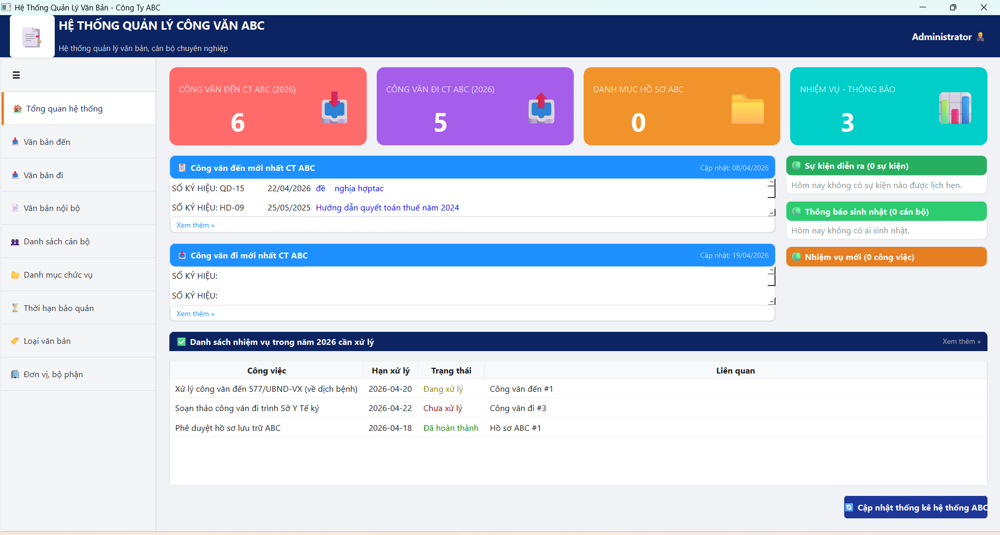 Hệ Thống Quản Lý Văn Bản - Công Ty ABC
HỆ THỐNG QUẢN LÝ CÔNG VĂN ABC
Hệ thống quản lý văn bản, cán bộ chuyên nghiệp
Administrator
Tổng quan hệ thống
Văn bản đến
Văn bản đi
Văn bản nội bộ
Danh sách cán bộ
Danh mục chức vụ
Thời hạn bảo quản
Loại văn bản
Đơn vị, bộ phận
CÔNG VĂN ĐẾN CT ABC (2026)
6
CÔNG VĂN ĐI CT ABC (2026)
5
DANH MỤC HỒ SƠ ABC
0
NHIỆM VỤ - THÔNG BÁO
3
Công văn đến mới nhất CT ABC Cập nhật: 08/04/2026
SỐ KÝ HIỆU: QD-15 22/04/2026 đề nghịa hợptac
SỐ KÝ HIỆU: HD-09 25/05/2025 Hướng dẫn quyết toán thuế năm 2024
Xem thêm »
Công văn đi mới nhất CT ABC Cập nhật: 19/04/2026
SỐ KÝ HIỆU:
SỐ KÝ HIỆU:
Xem thêm »
Sự kiện diễn ra (0 sự kiện)
Hôm nay không có sự kiện nào được lịch hẹn.
Thông báo sinh nhật (0 cán bộ)
Hôm nay không có ai sinh nhật.
Nhiệm vụ mới (0 công việc)
Danh sách nhiệm vụ trong năm 2026 cần xử lý Xem thêm »
Công việc Hạn xử lý Trạng thái Liên quan
Xử lý công văn đến 577/UBND-VX (về dịch bệnh) 2026-04-20 Đang xử lý Công văn đến #1
Soạn thảo công văn đi trình Sở Y Tế ký 2026-04-22 Chưa xử lý Công văn đi #3
Phê duyệt hồ sơ lưu trữ ABC 2026-04-18 Đã hoàn thành Hồ sơ ABC #1
Cập nhật thống kê hệ thống ABC